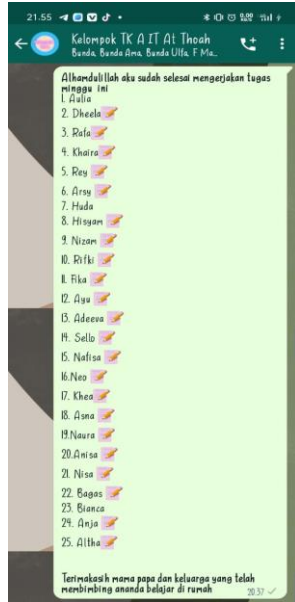 21.55
Kelompok TK A IT At Thoah
Bunda, Bunda Ama, Bunda Ulfa, F Ma..
Alhamdulillah aku sudah selesai mengerjakan tugas
minggu ini
1. Aulia
2. Dheela
3. Rafa
4. Khaira
5. Rey
6. Arsy
7. Huda
8. Hisyam
9. Nizam
10. Rifki
11. Fika
12. Ayu
13. Adeeva
14. Sello
15. Nafisa
16.Neo
17. Khea
18. Asna
19.Naura
20.Anisa
21. Nisa
22. Bagas
23. Bianca
24. Anja
25. Altha
Terimakasih mama papa dan keluarga yang telah
membimbing ananda belajar di rumah
20.37